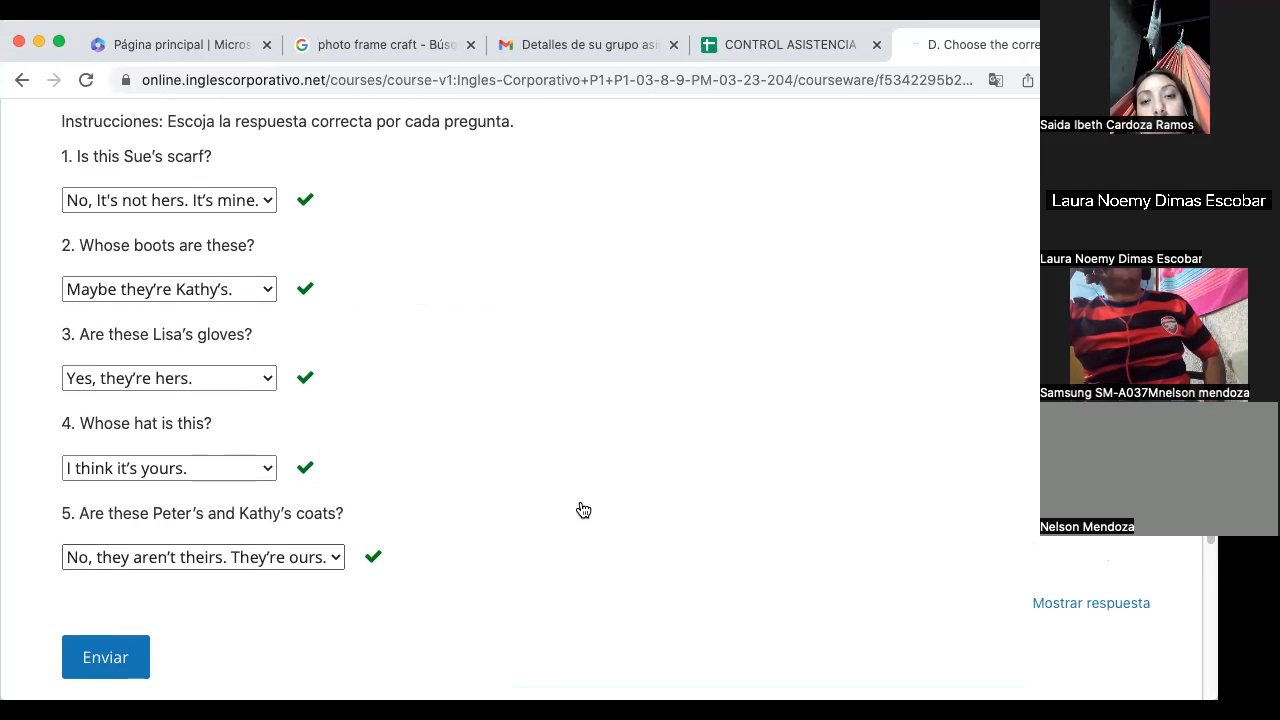 Página principal | Micros
photo frame craft - Búso
Detalles de su grupo asi
CONTROL ASISTENCIA
D. Choose the corre
online.inglescorporativo.net/courses/course-v1:Ingles-Corporativo+P1+P1-03-8-9-PM-03-23-204/courseware/f5342295b2...
Instrucciones: Escoja la respuesta correcta por cada pregunta.
1. Is this Sue’s scarf?
No, It's not hers. It’s mine.
2. Whose boots are these?
Maybe they’re Kathy’s.
3. Are these Lisa’s gloves?
Yes, they’re hers.
4. Whose hat is this?
I think it’s yours.
5. Are these Peter’s and Kathy’s coats?
No, they aren’t theirs. They’re ours.
Mostrar respuesta
Enviar
Saida Ibeth Cardoza Ramos
Laura Noemy Dimas Escobar
Laura Noemy Dimas Escobar
Samsung SM-A037Mnelson mendoza
Nelson Mendoza